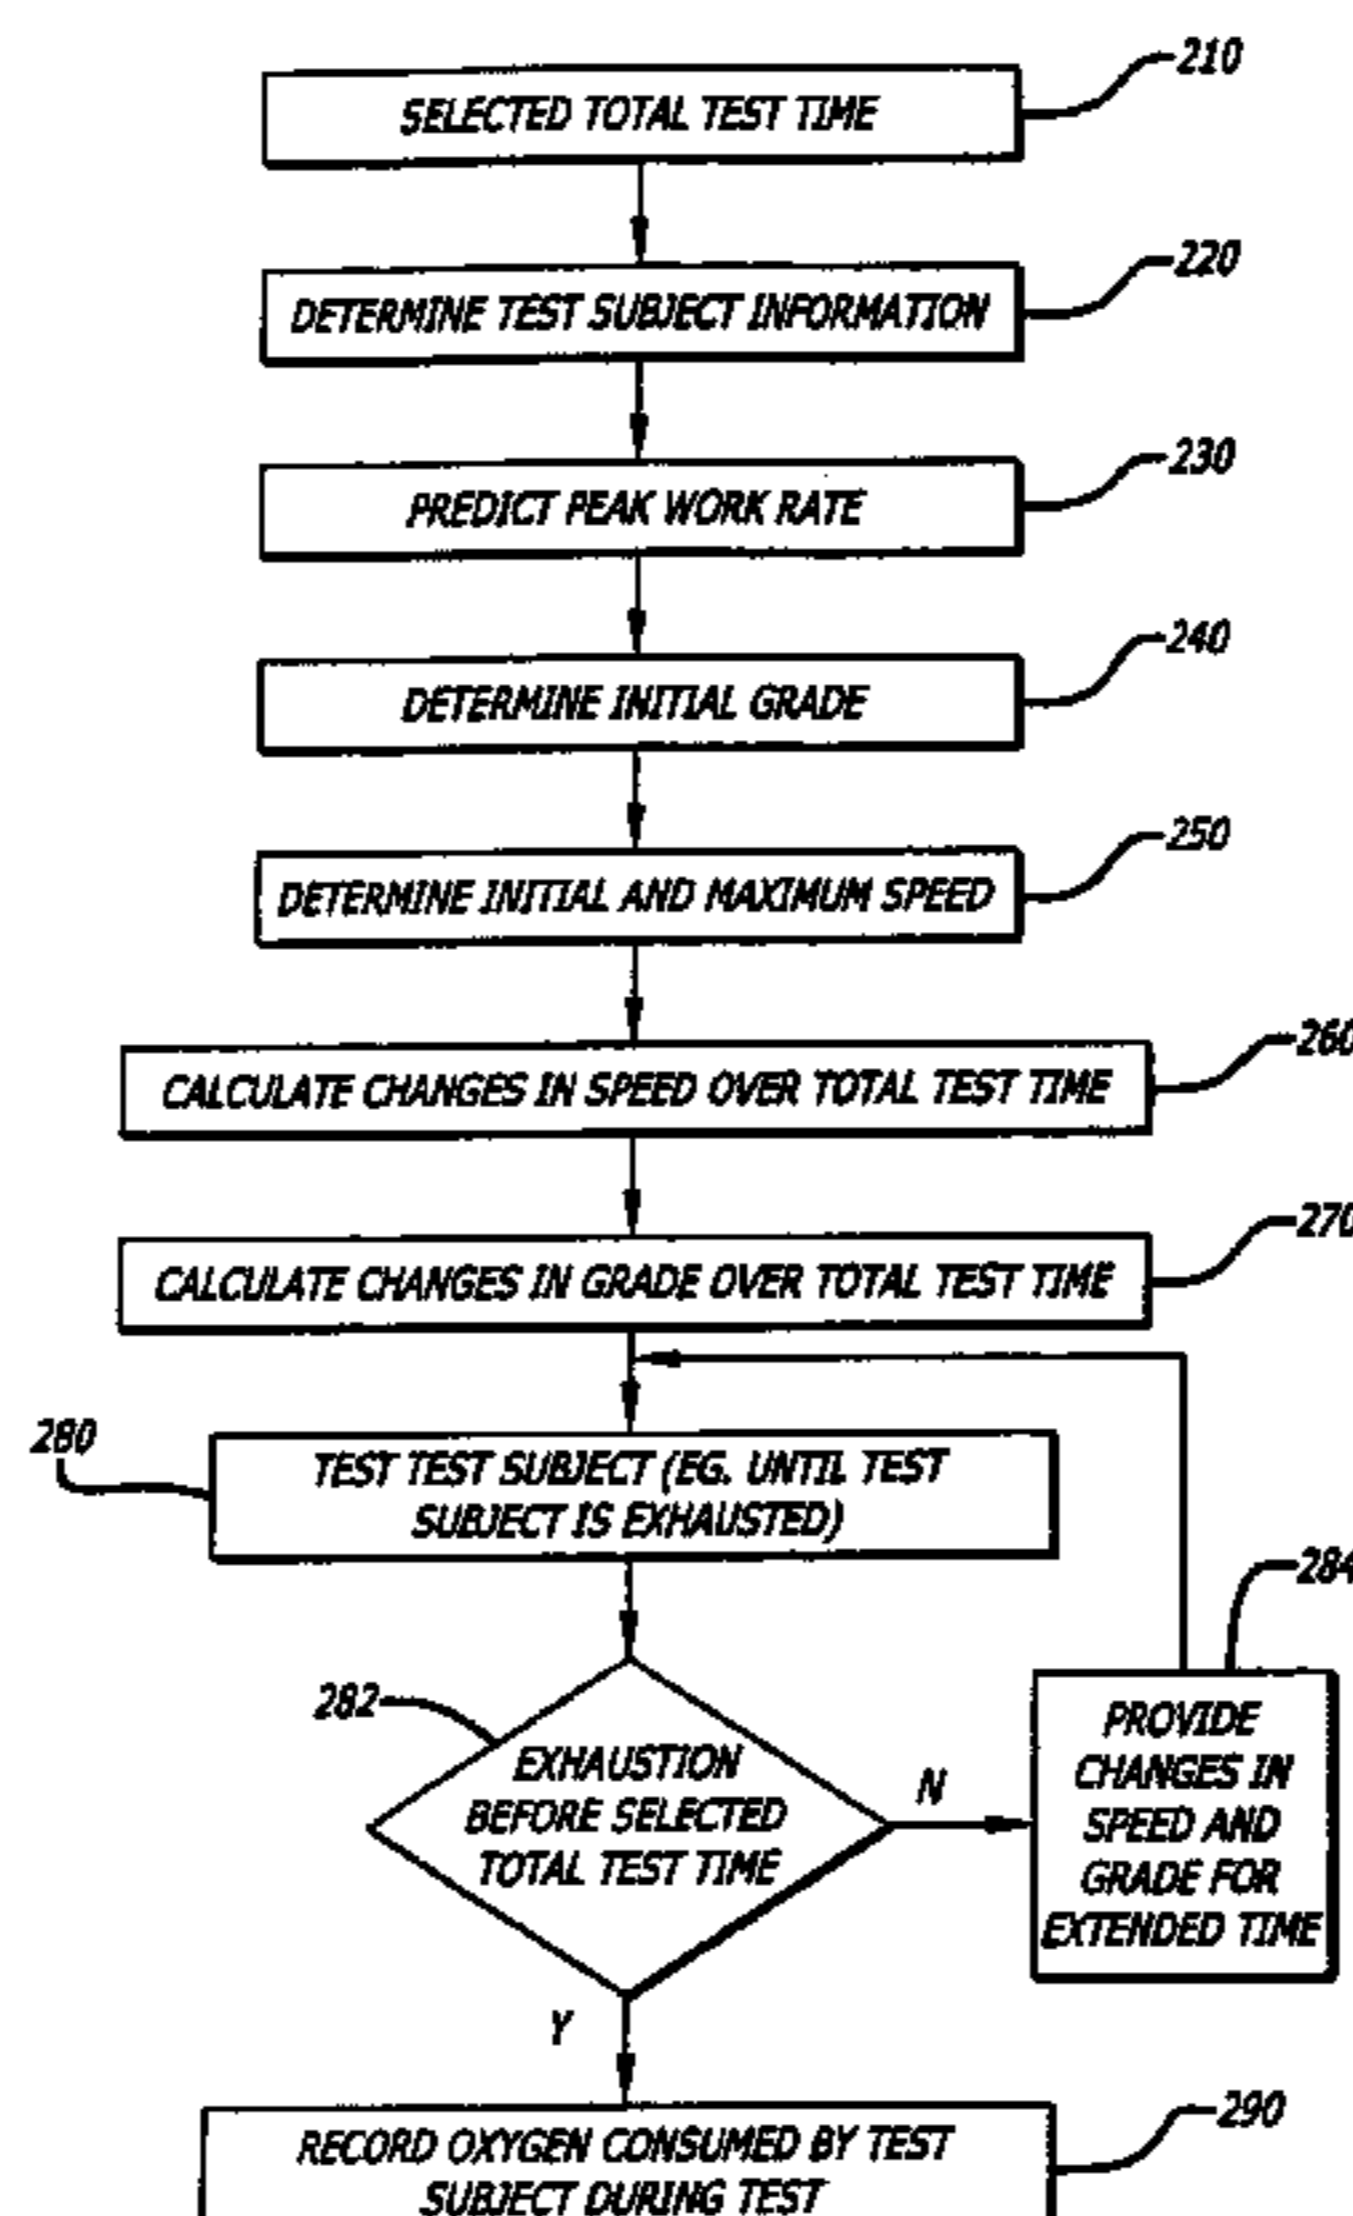 210
SELECTED TOTAL TEST TIME
220
DETERMINE TEST SUBJECT INFORMATION
230
PREDICT PEAK WORK RATE
240
DETERMINE INITIAL GRADE
250
DETERMINE INITIAL AND MAXIMUM SPEED
260
CALCULATE CHANGES IN SPEED OVER TOTAL TEST TIME
270
CALCULATE CHANGES IN GRADE OVER TOTAL TEST TIME
280
TEST TEST SUBJECT (EG. UNTIL TEST
SUBJECT IS EXHAUSTED)
282
EXHAUSTION
BEFORE SELECTED
TOTAL TEST TIME
N
284
PROVIDE
CHANGES IN
SPEED AND
GRADE FOR
EXTENDED TIME
Y
290
RECORD OXYGEN CONSUMED BY TEST
SUBJECT DURING TEST